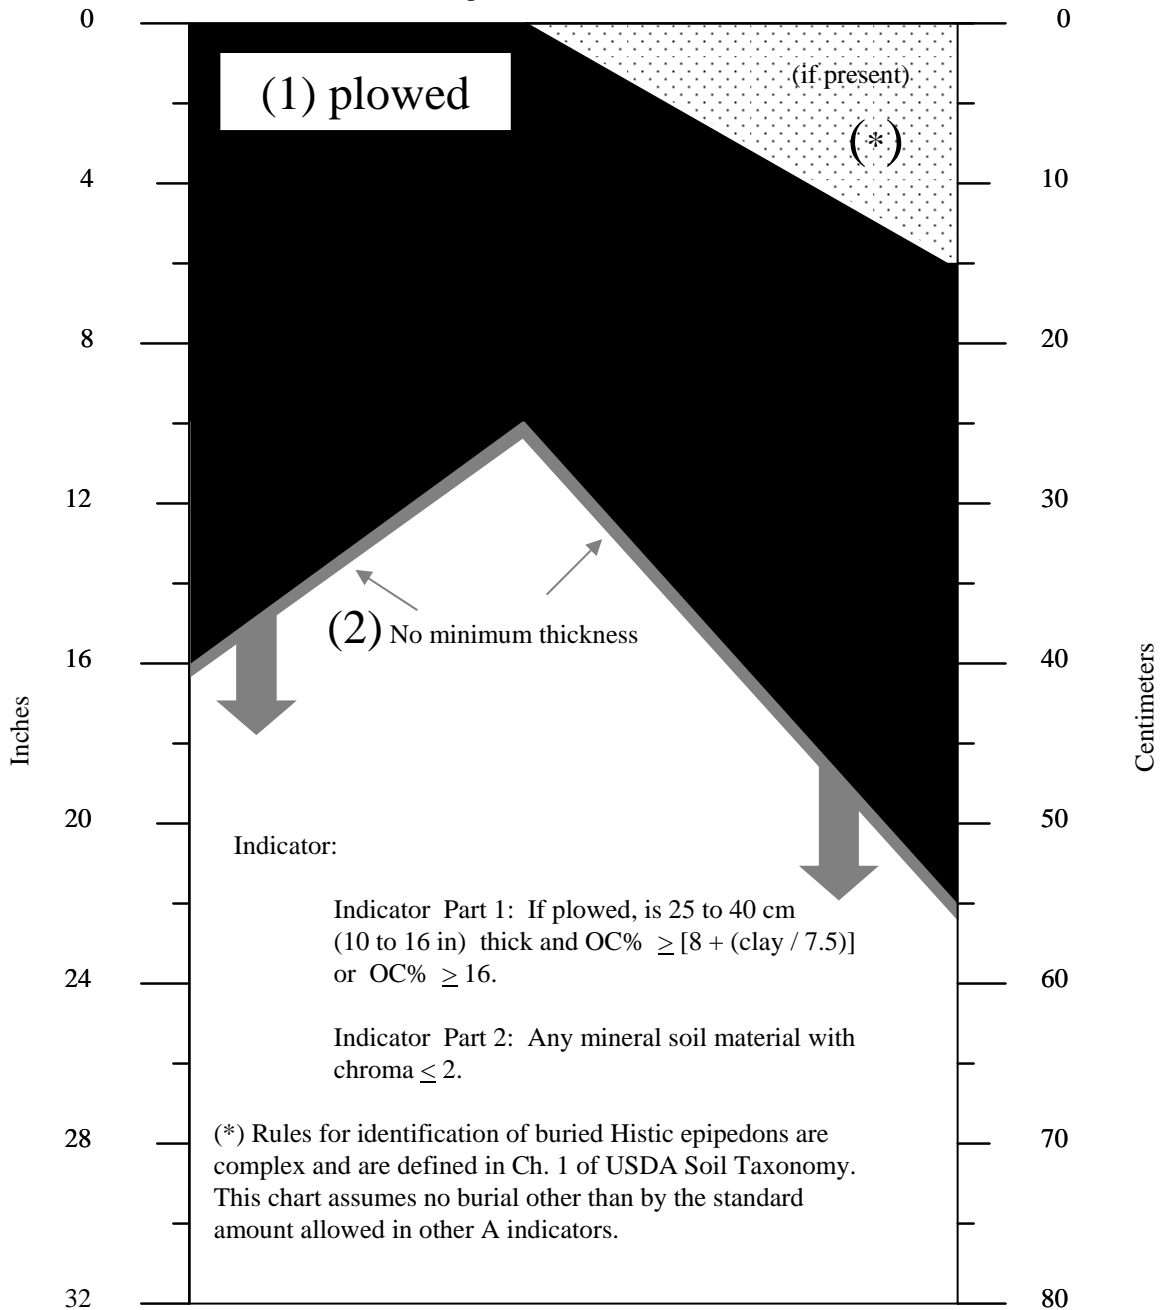 0
4
8
12
16
20
24
28
32
Inches
0
10
20
30
40
50
60
70
80
Centimeters
(1) plowed
(if present)
(*)
(2) No minimum thickness
Indicator:
Indicator Part 1: If plowed, is 25 to 40 cm
(10 to 16 in) thick and OC% ≥ [8 + (clay / 7.5)]
or OC% ≥ 16.
Indicator Part 2: Any mineral soil material with
chroma ≤ 2.
(*) Rules for identification of buried Histic epipedons are
complex and are defined in Ch. 1 of USDA Soil Taxonomy.
This chart assumes no burial other than by the standard
amount allowed in other A indicators.